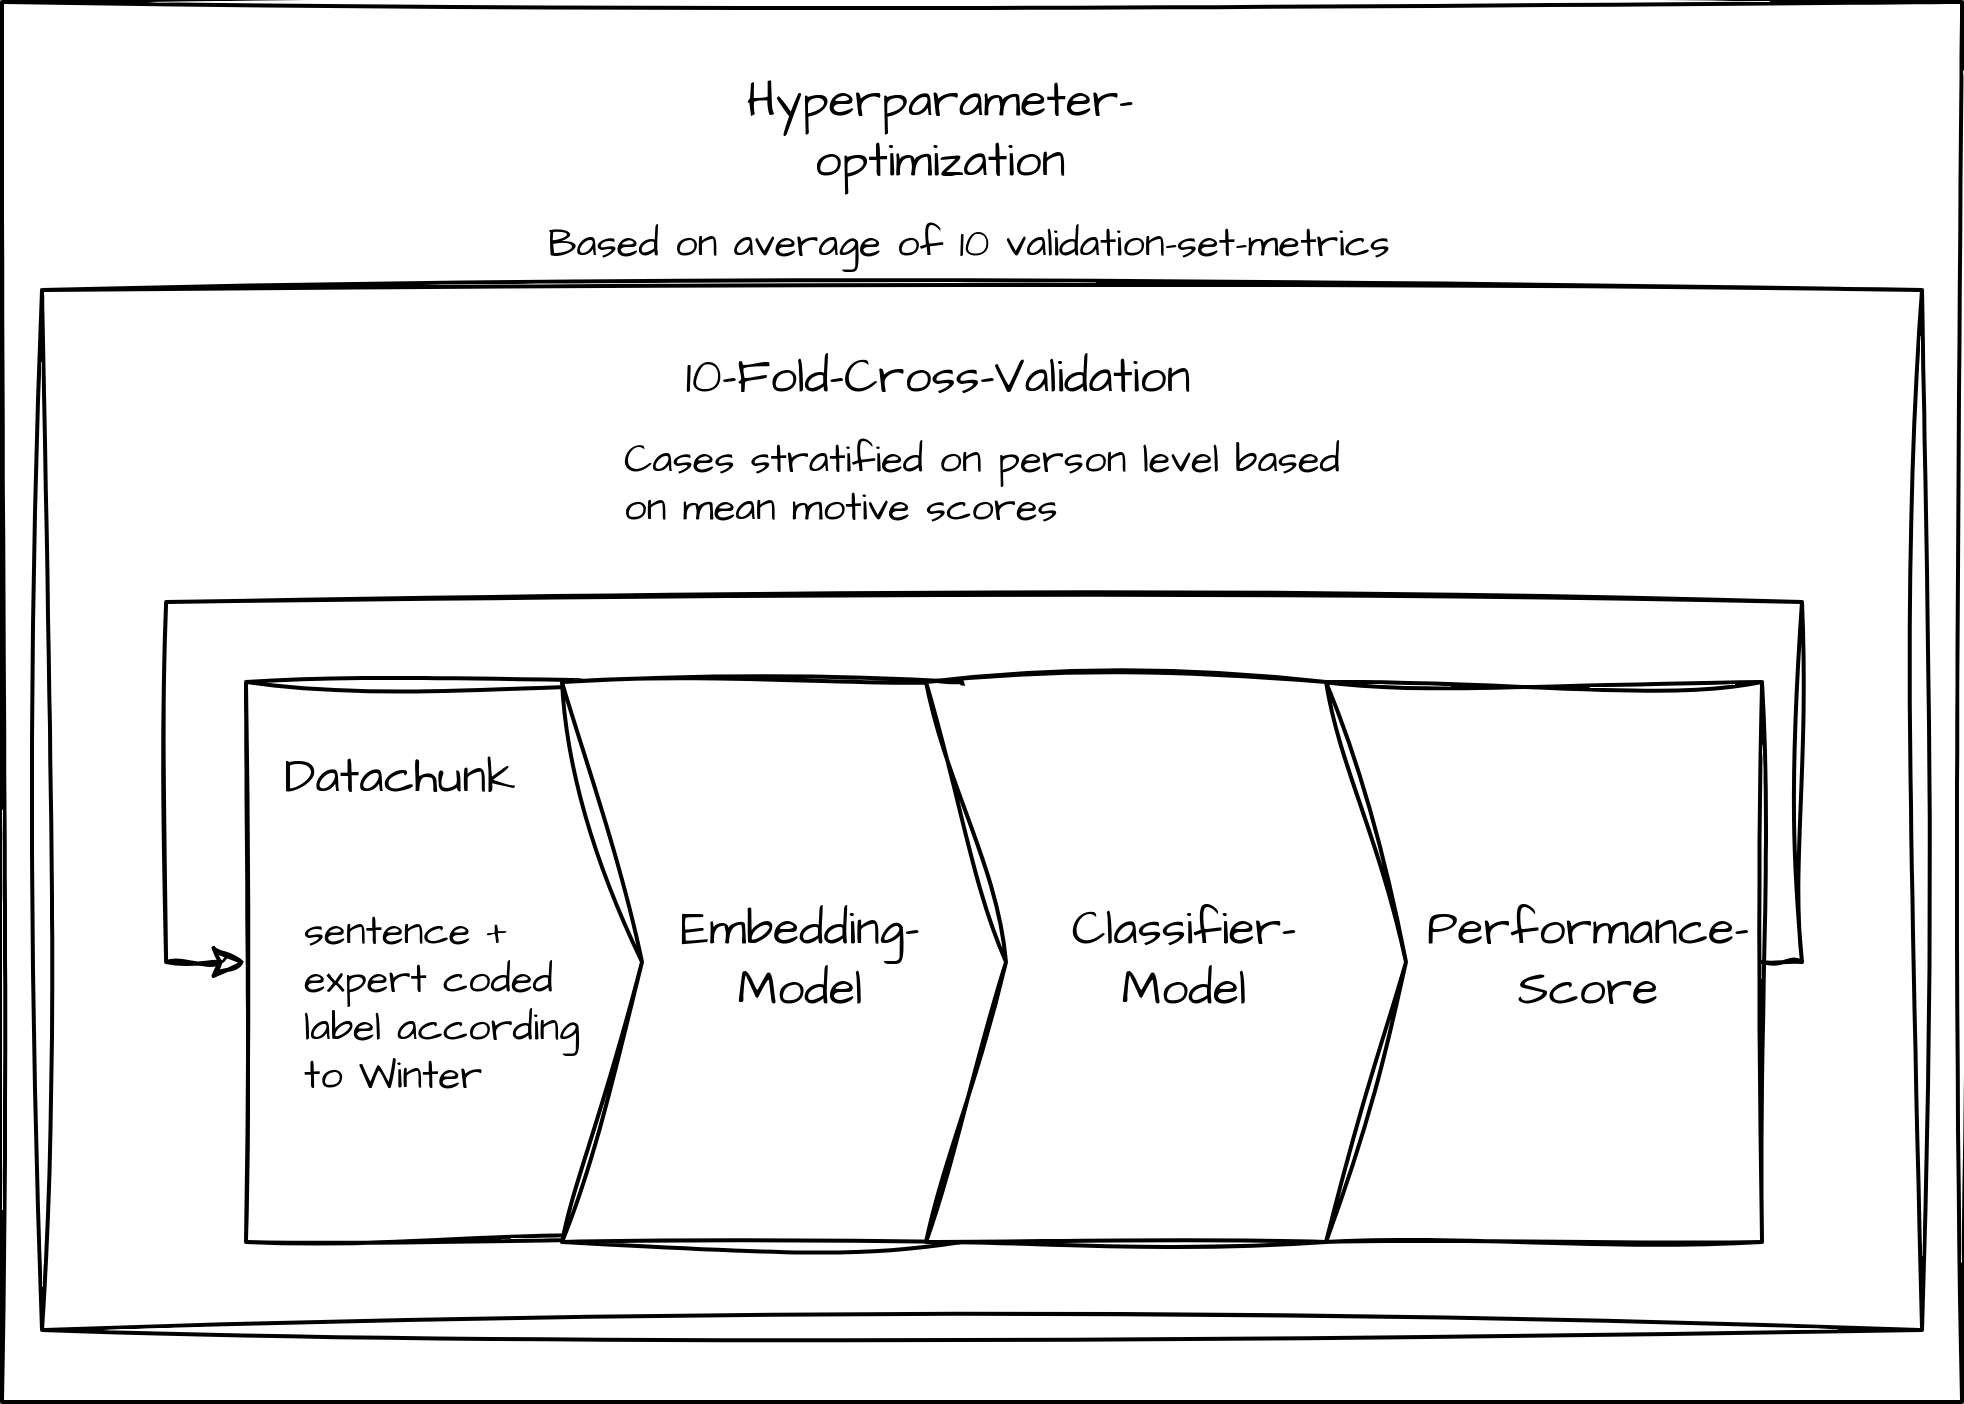 Hyperparameter-
optimization
Based on average of 10 validation-set-metrics
10-Fold-Cross-Validation
Cases stratified on person level based
on mean motive scores
Datachunk
sentence +
expert coded
label according
to Winter
Embedding-
Model
Classifier-
Model
Performance-
Score